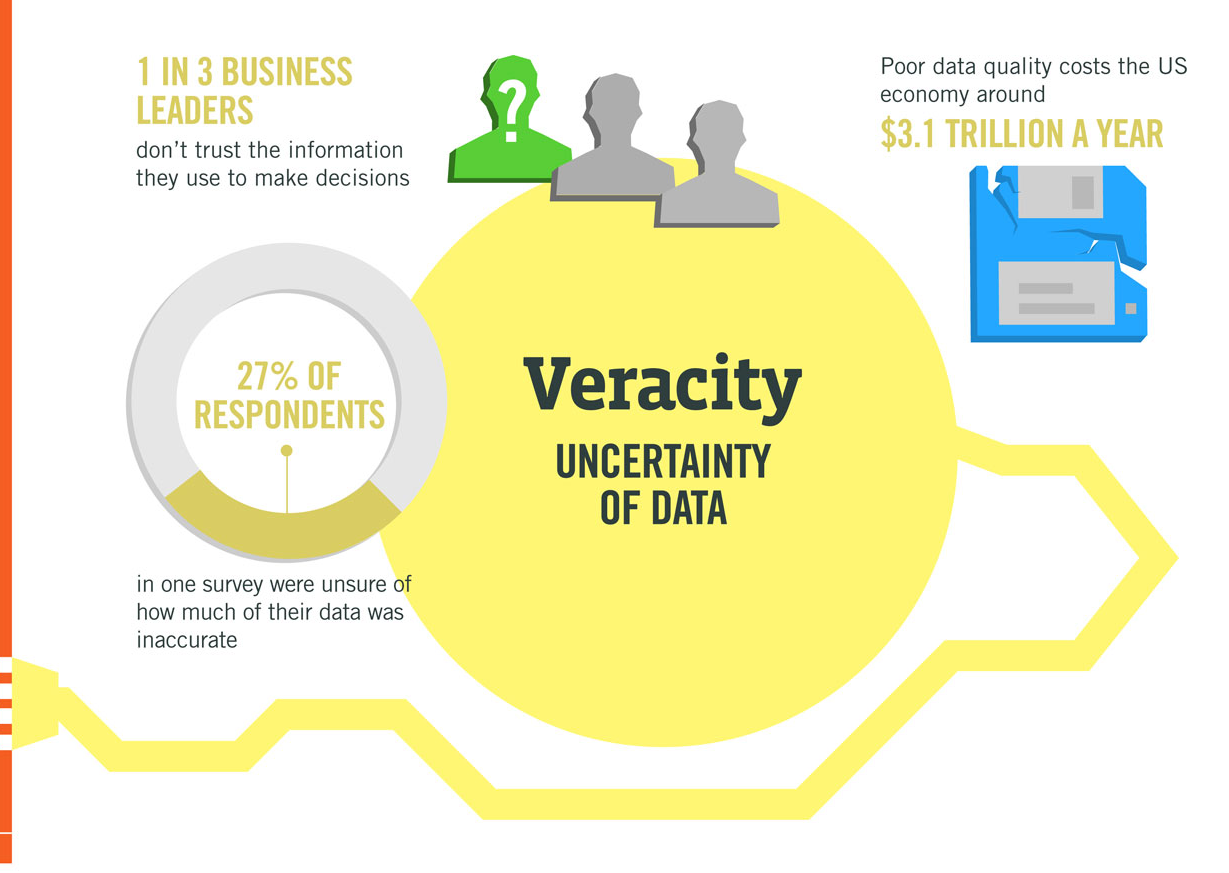 1 IN 3 BUSINESS
LEADERS
don’t trust the information
they use to make decisions
?
Poor data quality costs the US
economy around
$3.1 TRILLION A YEAR
27% OF
RESPONDENTS
in one survey were unsure of
how much of their data was
inaccurate
Veracity
UNCERTAINTY
OF DATA